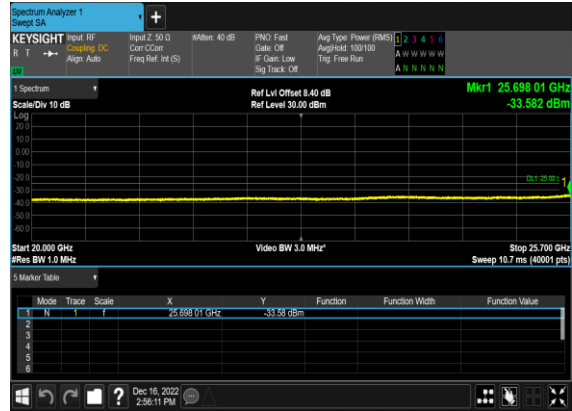 Spectrum Analyzer 1
Swept SA
+
KEYSIGHT Input: RF Input Z: 50 Ω #Atten: 40 dB PNO: Fast Avg Type: Power (RMS) 1 2 3 4 5 6
R T Coupling: DC Corr CCorr Gate: Off Avg|Hold: 100/100 A W W W W W
Align: Auto Freq Ref: Int (S) IF Gain: Low Trig: Free Run
Sig Track: Off A N N N N N
1 Spectrum Ref Lvl Offset 8.40 dB Mkr1 25.698 01 GHz
Scale/Div 10 dB Ref Level 30.00 dBm -33.582 dBm
Log
20.0
10.0
0.00
-10.0
-20.0
DL1 -25.00
1
-30.0
-40.0
-50.0
-60.0
Start 20.000 GHz Video BW 3.0 MHz* Stop 25.700 GHz
#Res BW 1.0 MHz Sweep 10.7 ms (40001 pts)
5 Marker Table
Mode Trace Scale X Y Function Function Width Function Value
1 N 1 f 25.698 01 GHz -33.58 dBm
2
3
4
5
6
? Dec 16, 2022
2:56:11 PM